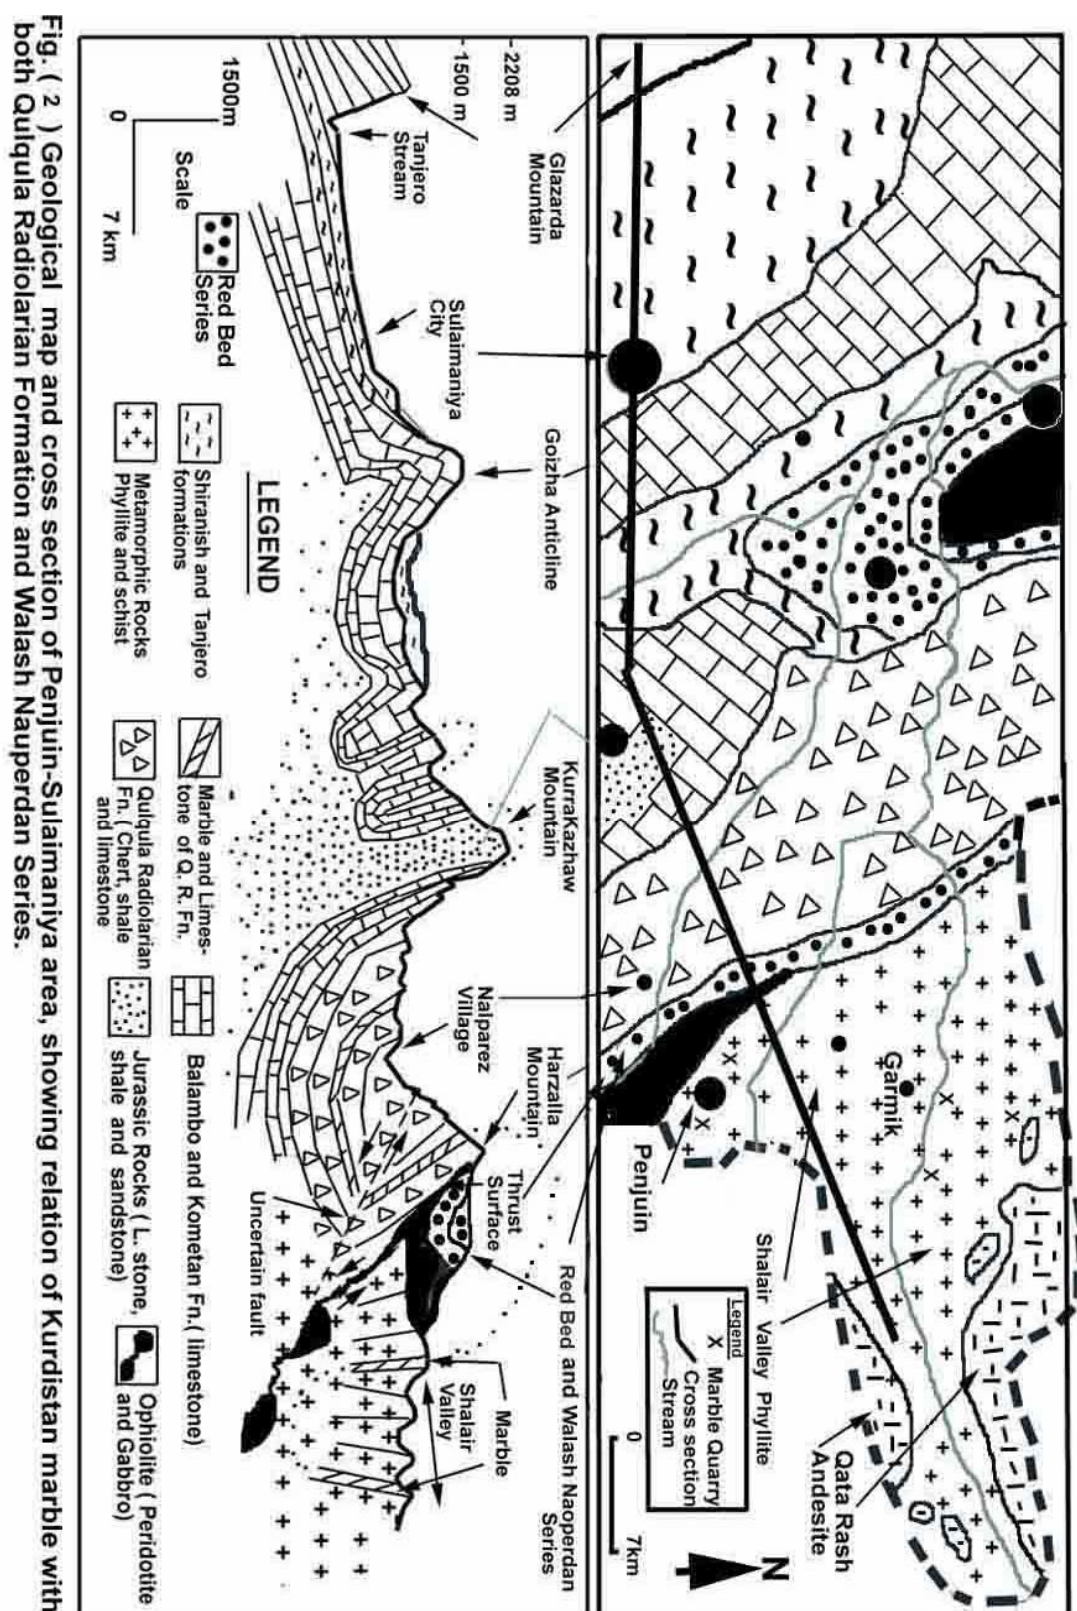 N
0
7km
Legend
X Marble Quarry
Cross section
Stream
Garmik
Penjuin
Shalair Valley Phyllite
Qata Rash
Andesite
Glazarda
Mountain
Goizha Anticline
KurraKazhaw
Mountain
Harzalla
Mountain
Red Bed and Walash Naoperdan
Series
2208 m
1500 m
Tanjero
Stream
Sulaimaniya
City
Nalparez
Village
Thrust
Surface
Marble
Shalair
Valley
Uncertain fault
1500m
0
7 km
Scale
LEGEND
Red Bed
Series
Shiranish and Tanjero
formations
Marble and Limes-
tone of Q. R. Fn.
Balambo and Kometan Fn.( limestone)
Metamorphic Rocks
Phyllite and schist
Qulqula Radiolarian
Fn. ( Chert, shale
and limestone
Jurassic Rocks ( L. stone,
shale and sandstone)
Ophiolite ( Peridotite
and Gabbro)
Fig. ( 2 ) Geological map and cross section of Penjuin-Sulaimaniya area, showing relation of Kurdistan marble with
both Qulqula Radiolarian Formation and Walash Nauperdan Series.